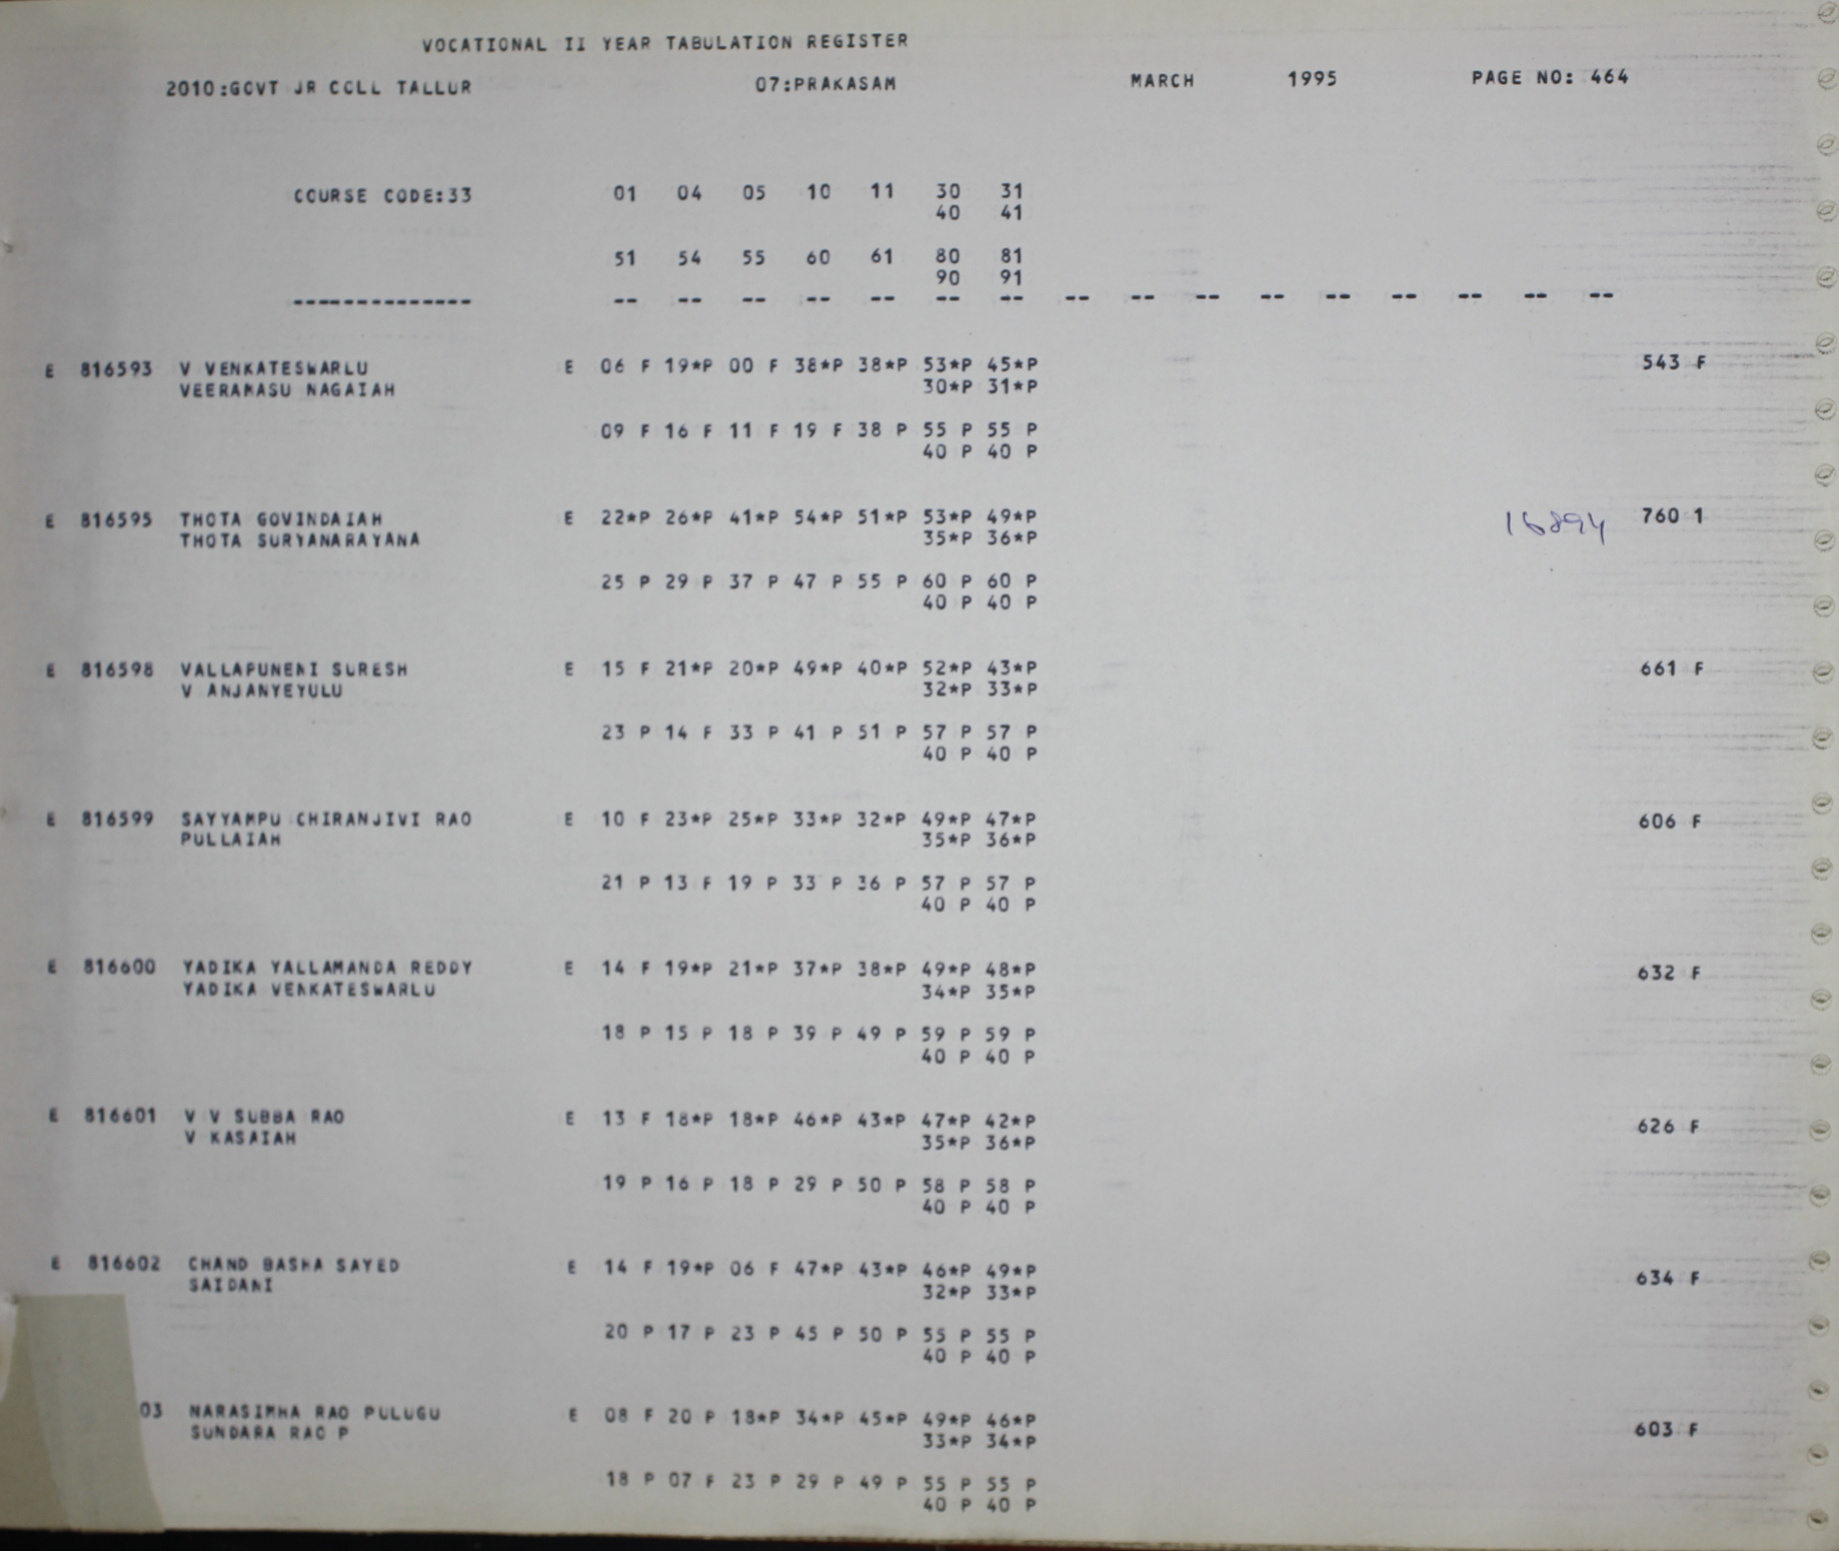 VOCATIONAL II YEAR TABULATION REGISTER
2010:GOVT JR COLL TALLUR 07:PRAKASAM MARCH 1995 PAGE NO: 464
COURSE CODE:33 01 04 05 10 11 30 31
40 41
51 54 55 60 61 80 81
90 91
-------------- -- -- -- -- -- -- -- -- -- -- -- -- -- -- -- --
E 816593 V VENKATESWARLU E 06 F 19*P 00 F 38*P 38*P 53*P 45*P 543 F
VEERAMASU NAGAIAH 30*P 31*P
09 F 16 F 11 F 19 F 38 P 55 P 55 P
40 P 40 P
E 816595 THOTA GOVINDAIAH E 22*P 26*P 41*P 54*P 51*P 53*P 49*P 16894 760 1
THOTA SURYANARAYANA 35*P 36*P
25 P 29 P 37 P 47 P 55 P 60 P 60 P
40 P 40 P
E 816598 VALLAPUNENI SURESH E 15 F 21*P 20*P 49*P 40*P 52*P 43*P 661 F
V ANJANYEYULU 32*P 33*P
23 P 14 F 33 P 41 P 51 P 57 P 57 P
40 P 40 P
E 816599 SAYYAMPU CHIRANJIVI RAO E 10 F 23*P 25*P 33*P 32*P 49*P 47*P 606 F
PULLAIAH 35*P 36*P
21 P 13 F 19 P 33 P 36 P 57 P 57 P
40 P 40 P
E 816600 YADIKA YALLAMANDA REDDY E 14 F 19*P 21*P 37*P 38*P 49*P 48*P 632 F
YADIKA VENKATESWARLU 34*P 35*P
18 P 15 P 18 P 39 P 49 P 59 P 59 P
40 P 40 P
E 816601 V V SUBBA RAO E 13 F 18*P 18*P 46*P 43*P 47*P 42*P 626 F
V KASAIAH 35*P 36*P
19 P 16 P 18 P 29 P 50 P 58 P 58 P
40 P 40 P
E 816602 CHAND BASHA SAYED E 14 F 19*P 06 F 47*P 43*P 46*P 49*P 634 F
SAIDANI 32*P 33*P
20 P 17 P 23 P 45 P 50 P 55 P 55 P
40 P 40 P
03 NARASIMHA RAO PULUGU E 08 F 20 P 18*P 34*P 45*P 49*P 46*P 603 F
SUNDARA RAO P 33*P 34*P
18 P 07 F 23 P 29 P 49 P 55 P 55 P
40 P 40 P